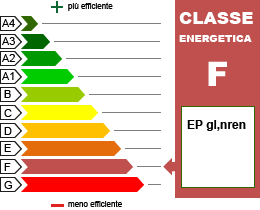 più efficiente
A4
A3
A2
A1
B
C
D
E
F
G
meno efficiente
CLASSE
ENERGETICA
F
EP gl,nren